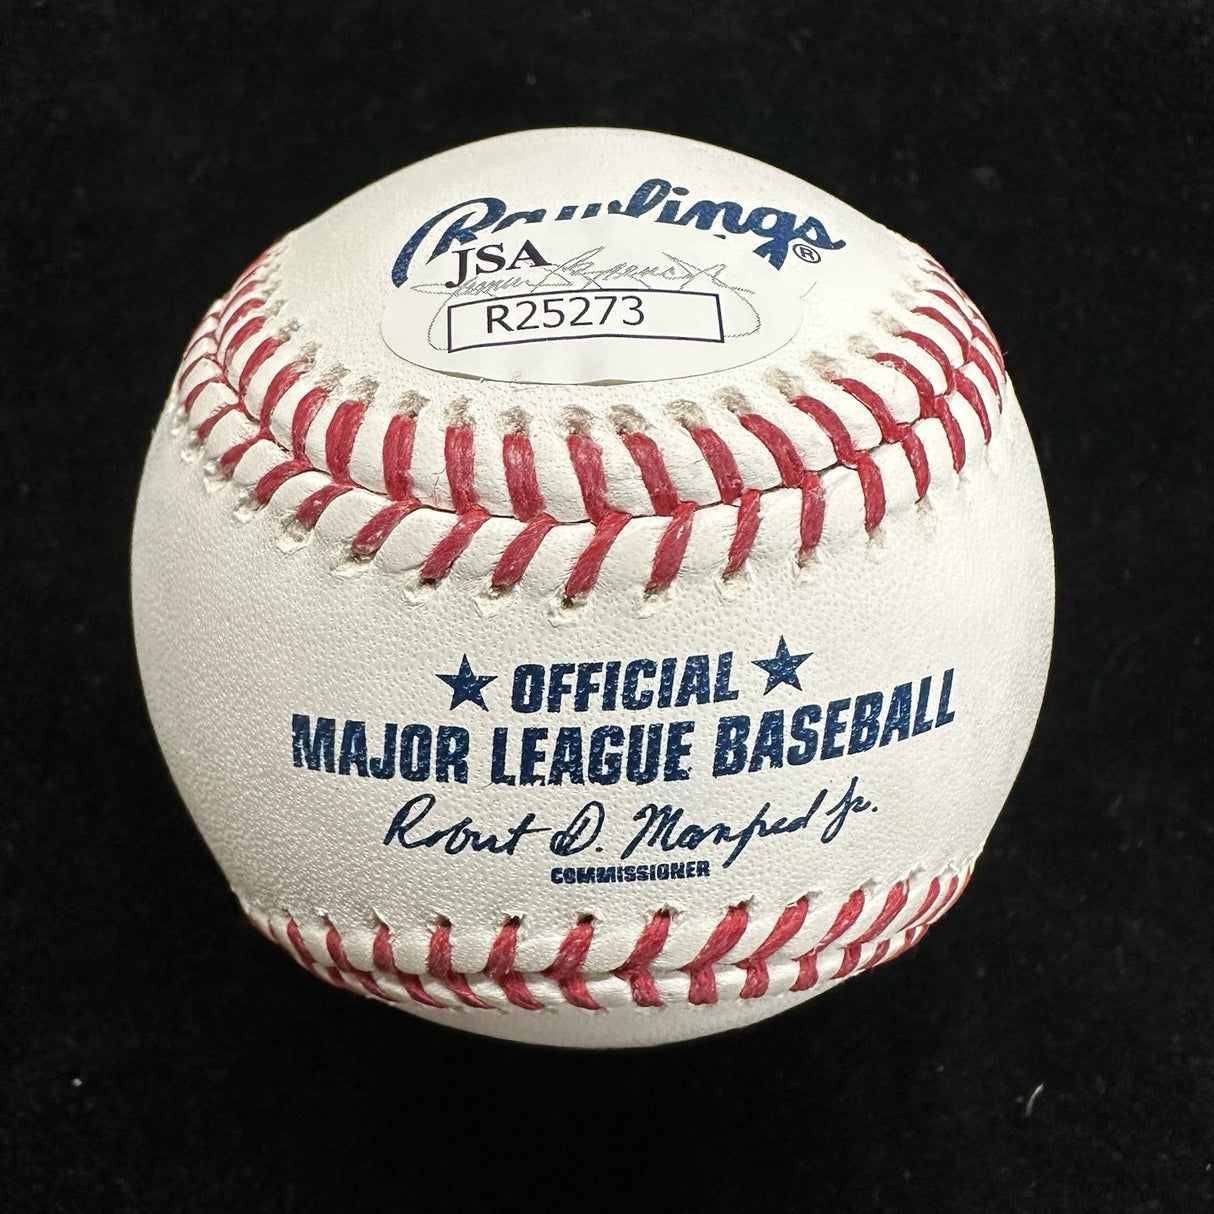 Rawlings®
JSA
R25273
OFFICIAL
MAJOR LEAGUE BASEBALL
Robert D. Manfred Jr.
COMMISSIONER